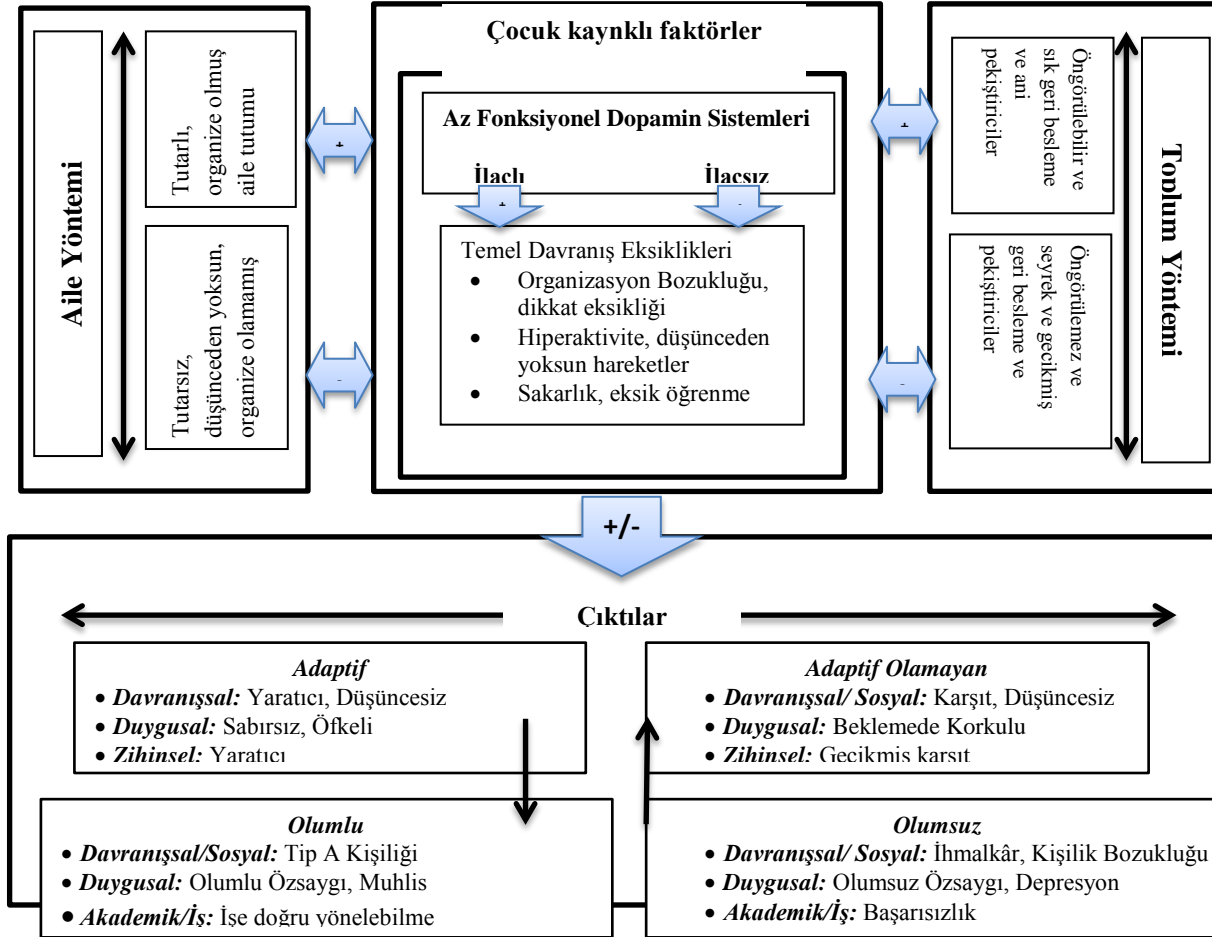 Aile Yöntemi
Tutarlı,
organize olmuş
aile tutumu
Tutarsız,
düşünceden yoksun,
organize olamamış
+
-
Çocuk kaynklı faktörler
Az Fonksiyonel Dopamin Sistemleri
İlaçlı İlaçsız
+ -
Temel Davranış Eksiklikleri
• Organizasyon Bozukluğu,
dikkat eksikliği
• Hiperaktivite, düşünceden
yoksun hareketler
• Sakarlık, eksik öğrenme
+
-
Öngörülebilir ve
sık geri besleme
ve ani
pekiştiriciler
Öngörülemez ve
seyrek ve gecikmiş
geri besleme ve
pekiştiriciler
Toplum Yöntemi
+/-
Çıktılar
Adaptif
• Davranışsal: Yaratıcı, Düşüncesiz
• Duygusal: Sabırsız, Öfkeli
• Zihinsel: Yaratıcı
Adaptif Olamayan
• Davranışsal/ Sosyal: Karşıt, Düşüncesiz
• Duygusal: Beklemede Korkulu
• Zihinsel: Gecikmiş karşıt
Olumlu
• Davranışsal/Sosyal: Tip A Kişiliği
• Duygusal: Olumlu Özsaygı, Muhlis
• Akademik/İş: İşe doğru yönelebilme
Olumsuz
• Davranışsal/ Sosyal: İhmalkâr, Kişilik Bozukluğu
• Duygusal: Olumsuz Özsaygı, Depresyon
• Akademik/İş: Başarısızlık